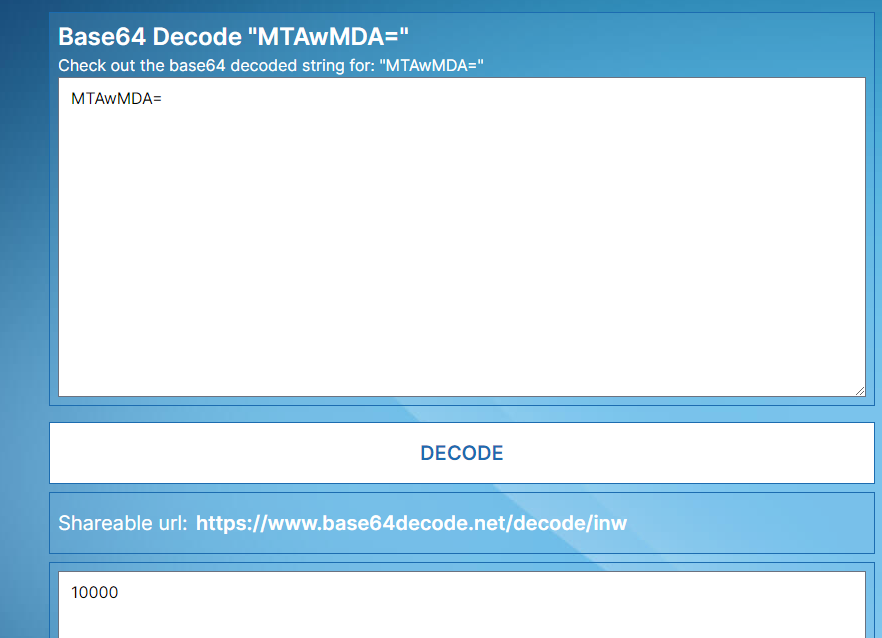 Base64 Decode "MTAwMDA="
Check out the base64 decoded string for: "MTAwMDA="
MTAwMDA=
DECODE
Shareable url: https://www.base64decode.net/decode/inw
10000